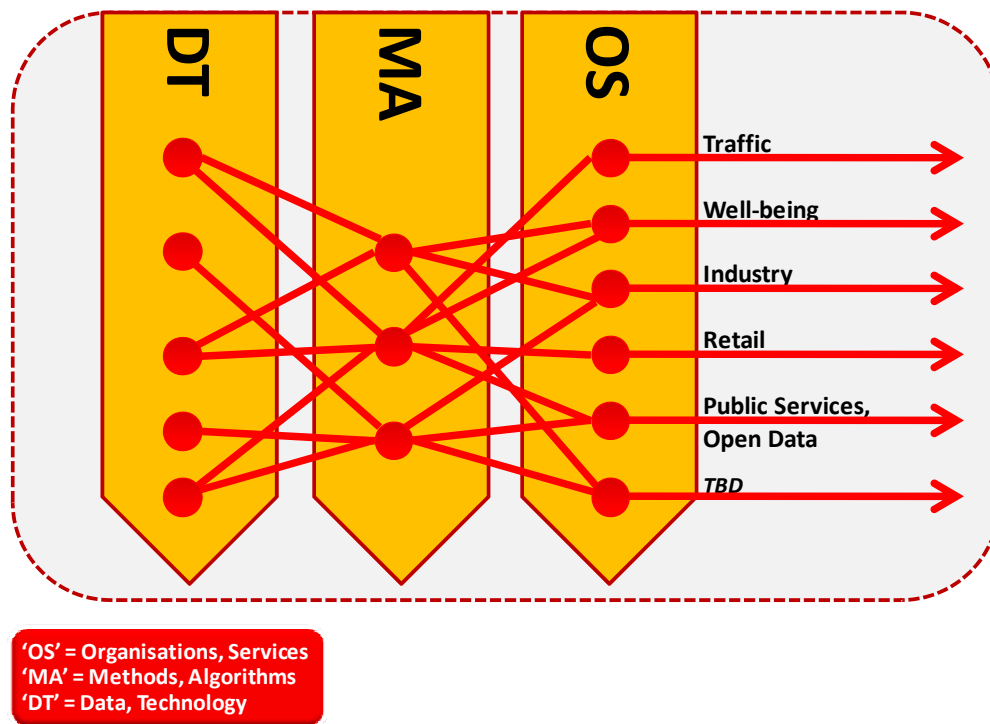 DT
MA
OS
Traffic
Well-being
Industry
Retail
Public Services,
Open Data
TBD
‘OS’ = Organisations, Services
‘MA’ = Methods, Algorithms
‘DT’ = Data, Technology